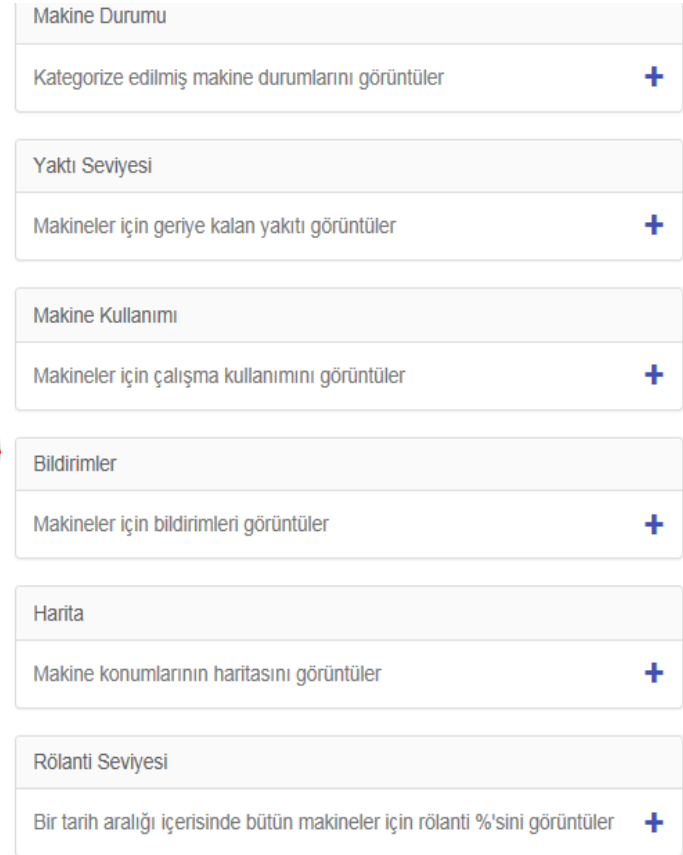 Makine Durumu
Kategorize edilmiş makine durumlarını görüntüler
Yaktı Seviyesi
Makineler için geriye kalan yakıtı görüntüler
Makine Kullanımı
Makineler için çalışma kullanımını görüntüler
Bildirimler
Makineler için bildirimleri görüntüler
Harita
Makine konumlarının haritasını görüntüler
Rölanti Seviyesi
Bir tarih aralığı içerisinde bütün makineler için rölanti %'sini görüntüler